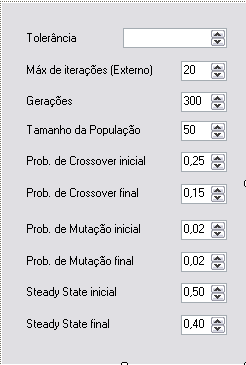 Tolerância
Máx de iterações (Externo) 20
Gerações 300
Tamanho da População 50
Prob. de Crossover inicial 0,25
Prob. de Crossover final 0,15
Prob. de Mutação inicial 0,02
Prob. de Mutação final 0,02
Steady State inicial 0,50
Steady State final 0,40